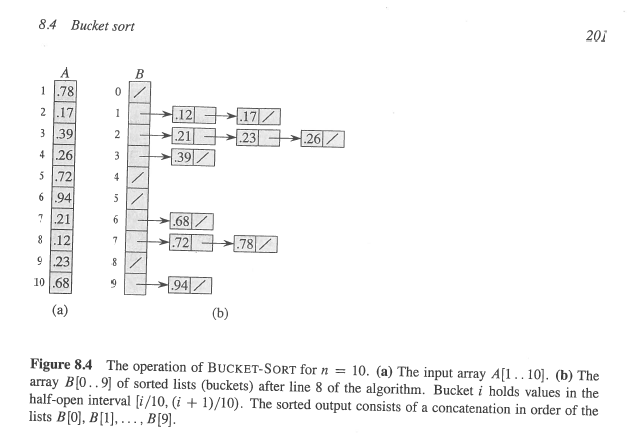 8.4 Bucket sort
201
A B
1 .78 0 /
2 .17 1 .12 .17 /
3 .39 2 .21 .23 .26 /
4 .26 3 .39 /
5 .72 4 /
6 .94 5 /
7 .21 6 .68 /
8 .12 7 .72 .78 /
9 .23 8 /
10 .68 9 .94 /
(a) (b)
Figure 8.4 The operation of BUCKET-SORT for n = 10. (a) The input array A[1 . . 10]. (b) The
array B[0 . . 9] of sorted lists (buckets) after line 8 of the algorithm. Bucket i holds values in the
half-open interval [i/10, (i + 1)/10). The sorted output consists of a concatenation in order of the
lists B[0], B[1], . . . , B[9].